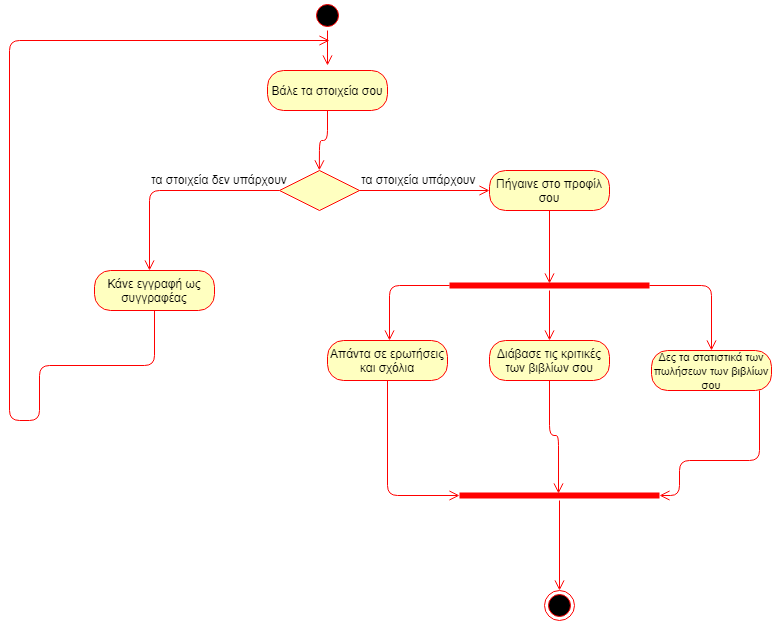 Βάλε τα στοιχεία σου
τα στοιχεία δεν υπάρχουν
τα στοιχεία υπάρχουν
Πήγαινε στο προφίλ
σου
Κάνε εγγραφή ως
συγγραφέας
Απάντα σε ερωτήσεις
και σχόλια
Διάβασε τις κριτικές
των βιβλίων σου
Δες τα στατιστικά των
πωλήσεων των βιβλίων
σου